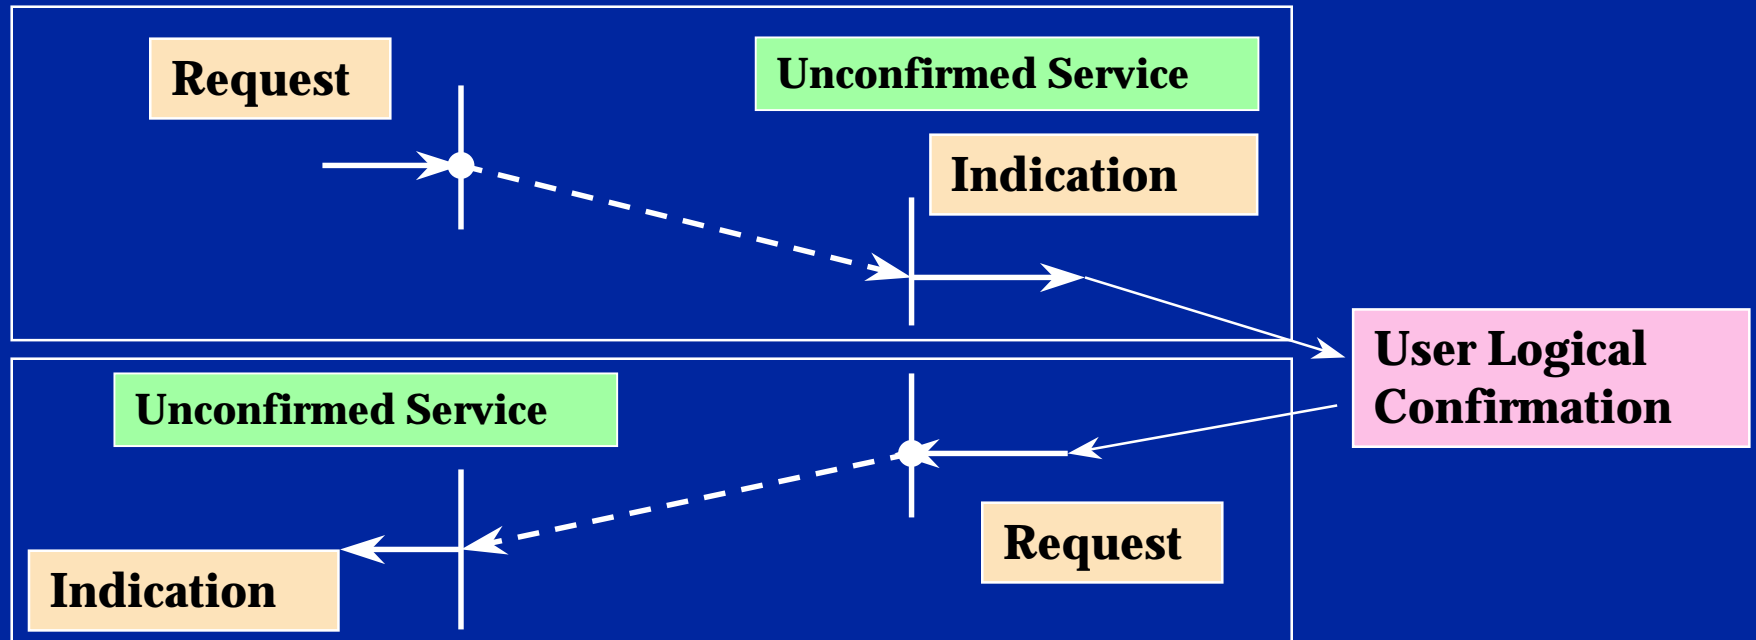 Request
Unconfirmed Service
Indication
User Logical
Confirmation
Unconfirmed Service
Request
Indication